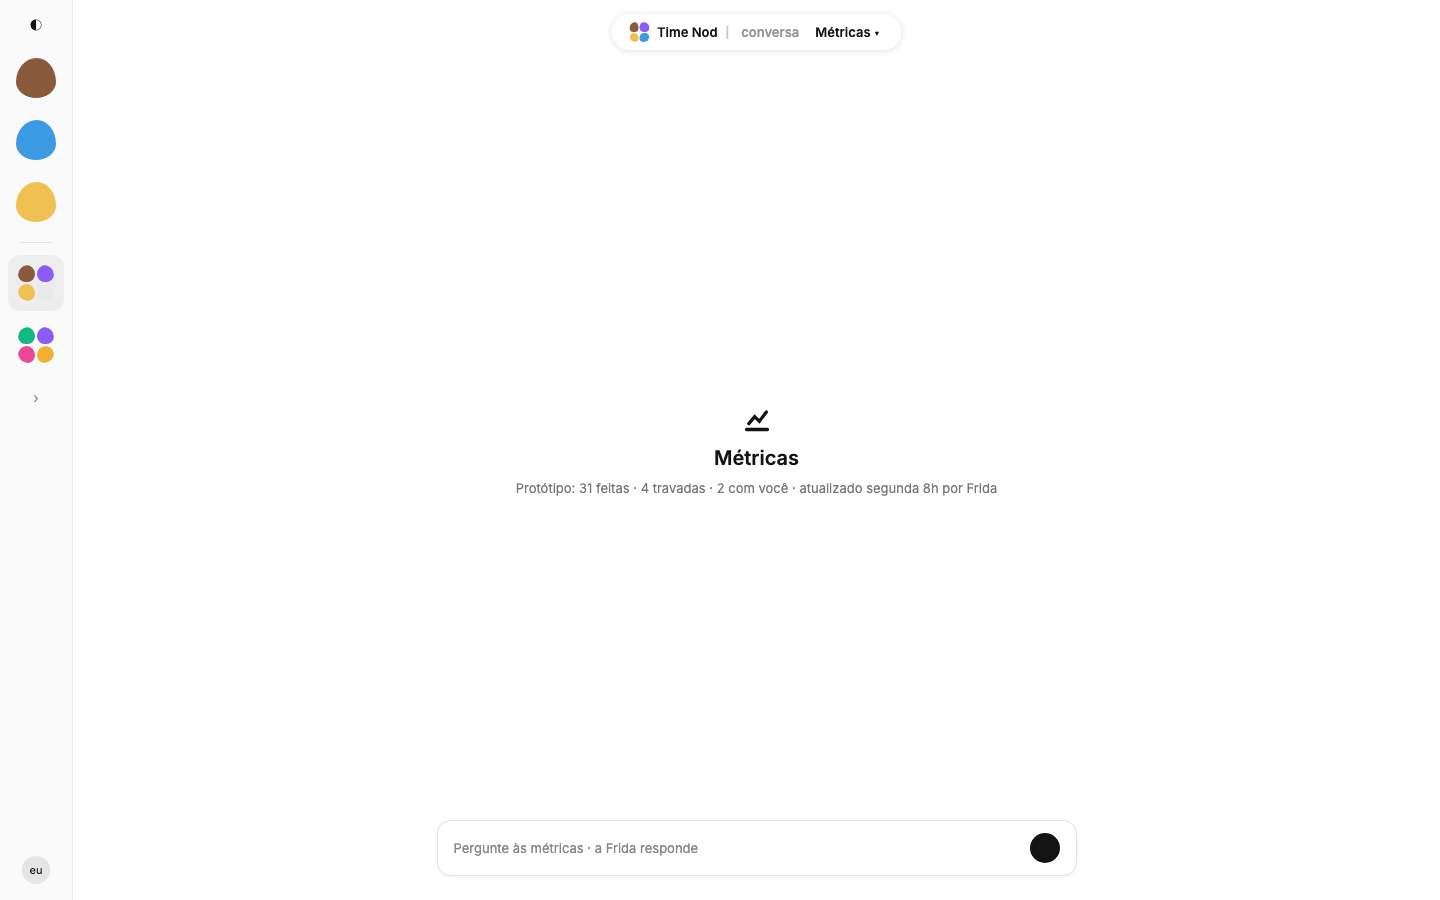 Time Nod | conversa Métricas ▾
Métricas
Protótipo: 31 feitas · 4 travadas · 2 com você · atualizado segunda 8h por Frida
Pergunte às métricas · a Frida responde
eu